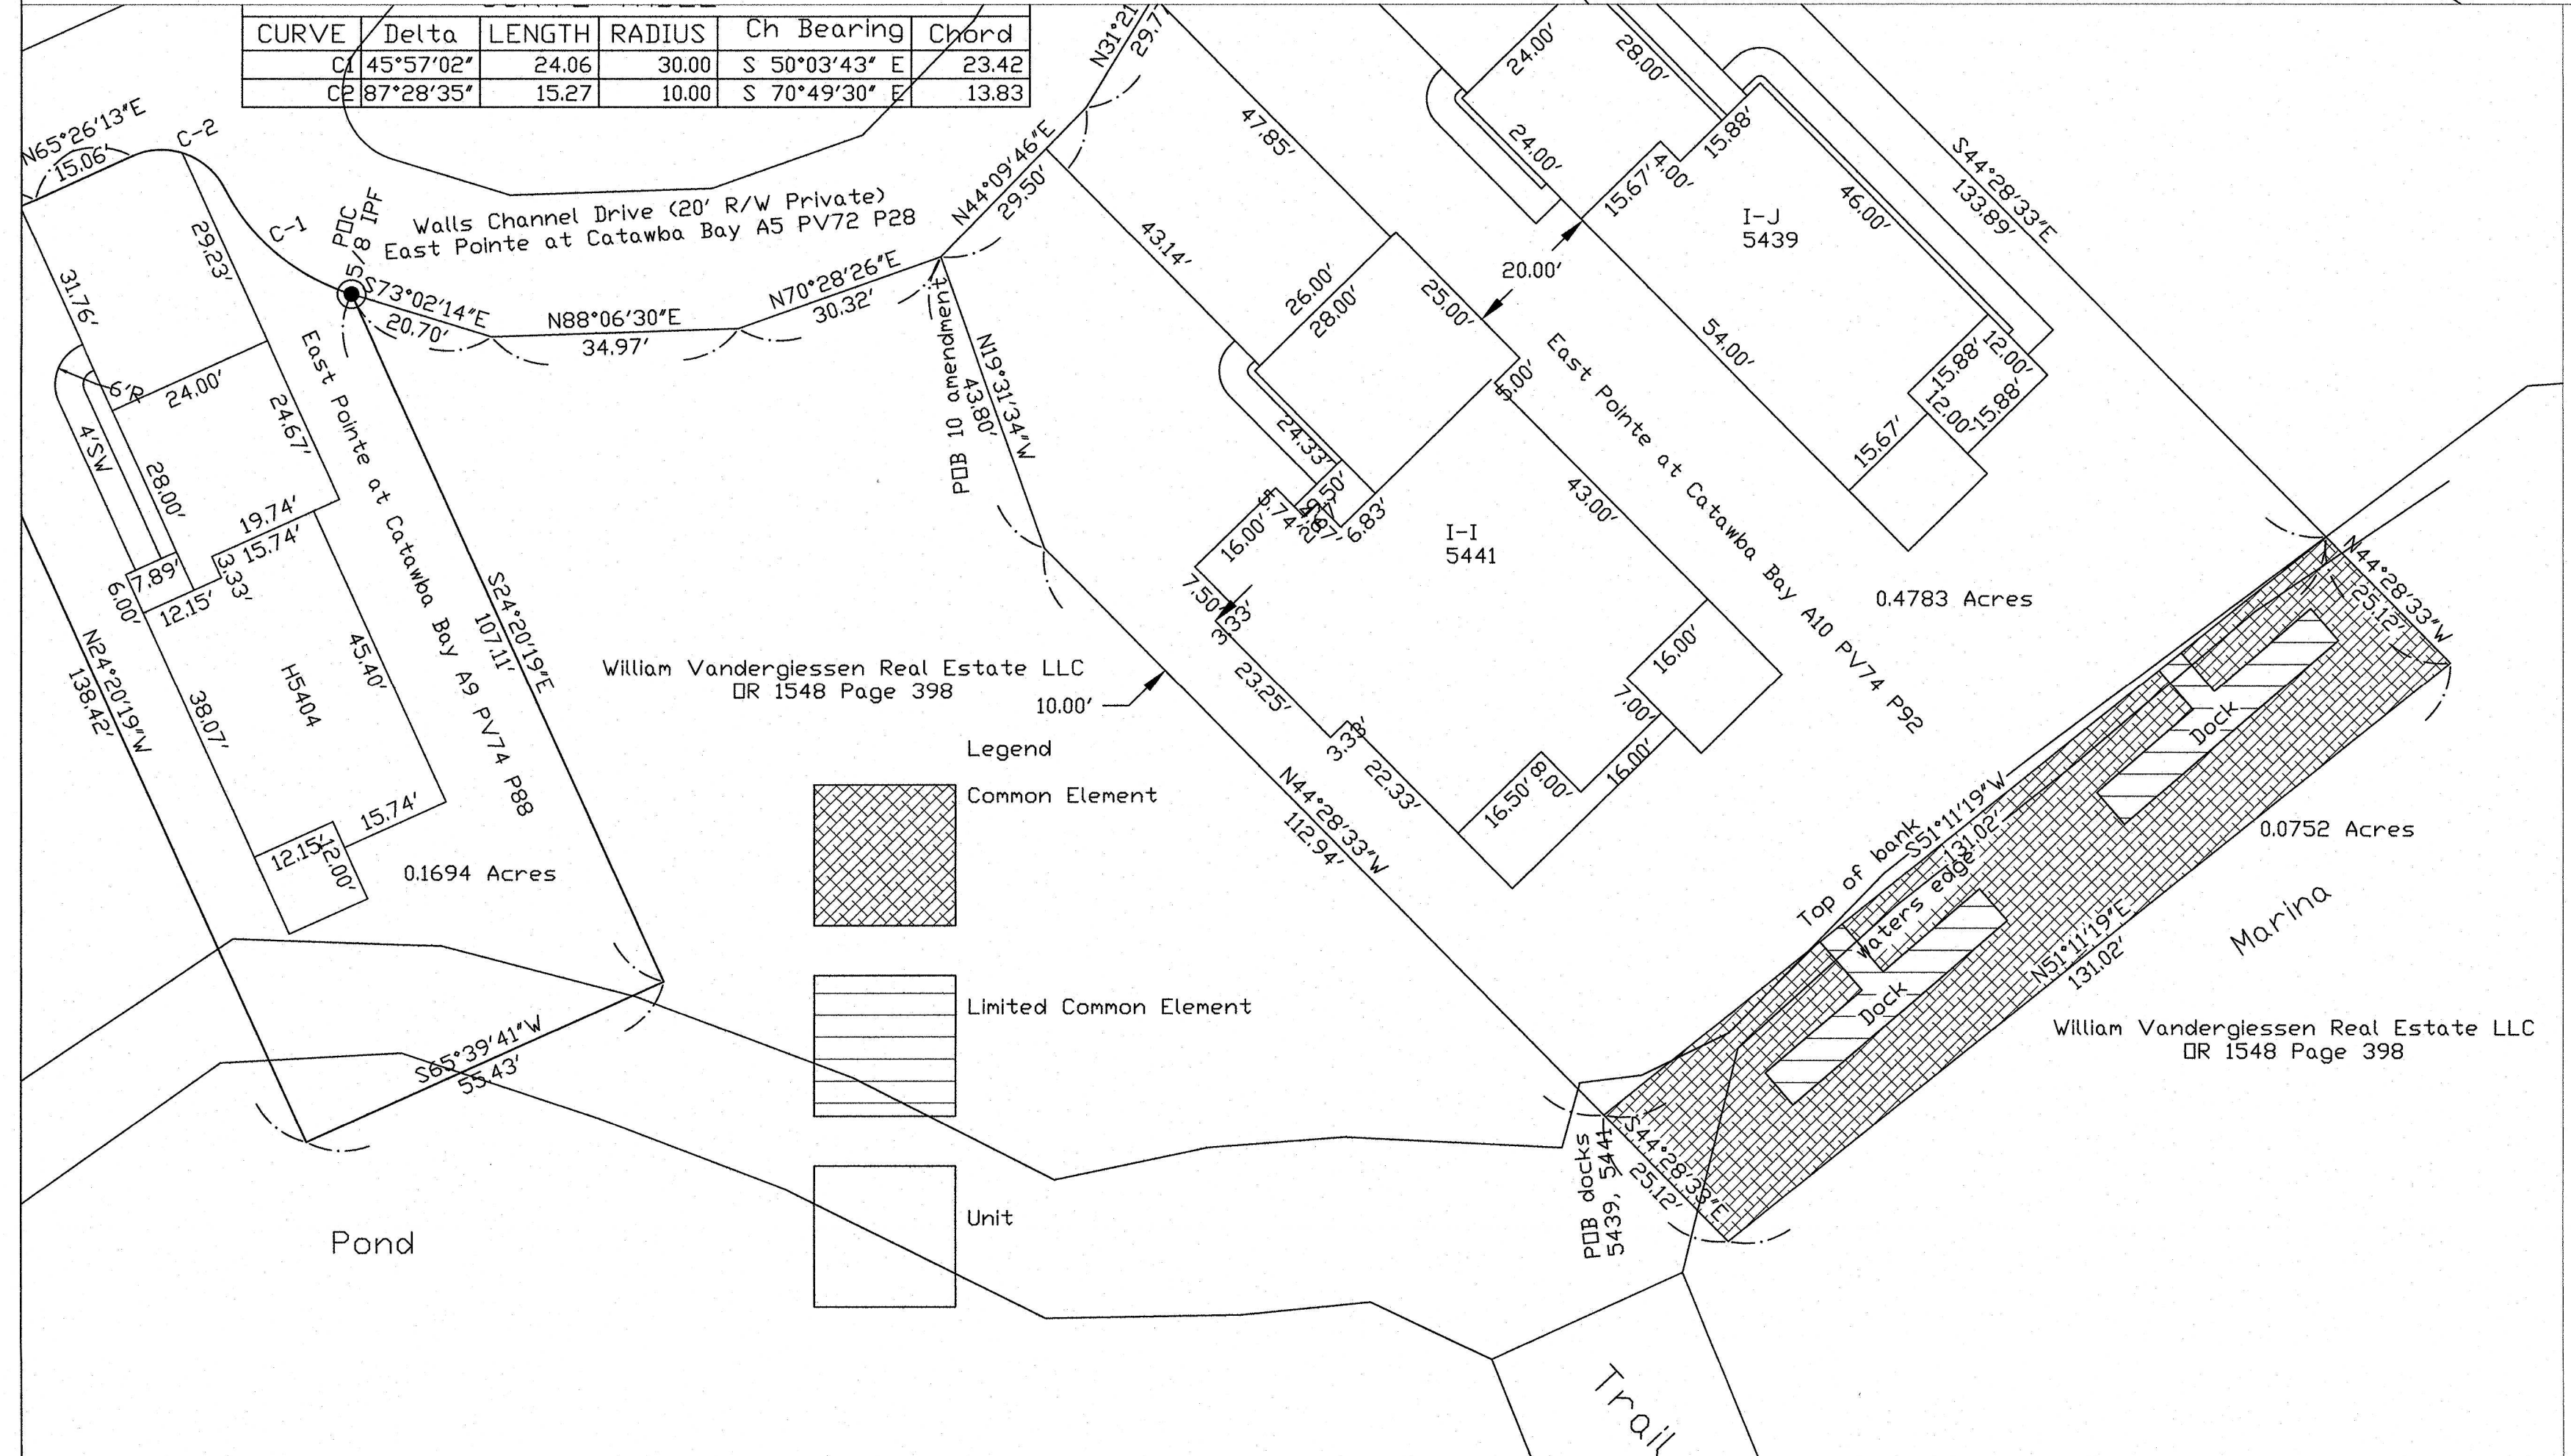 CURVE Delta LENGTH RADIUS Ch Bearing Chord
C1 45°57'02" 24.06 30.00 S 50°03'43" E 23.42
C2 87°28'35" 15.27 10.00 S 70°49'30" E 13.83
N65°26'13"E
15.06'
C-2
C-1
POC
5/8 IPF
Walls Channel Drive (20' R/W Private)
East Pointe at Catawba Bay A5 PV72 P28
S73°02'14"E
20.70'
N88°06'30"E
34.97'
N70°28'26"E
30.32'
N44°09'46"E
29.50'
N31°21
29.7
31.76'
29.23'
6'R
24.00'
24.67'
4'SW
28.00'
19.74'
15.74'
3.33'
7.89'
6.00'
12.15'
45.40'
H5404
38.07'
15.74'
12.15'
12.00'
0.1694 Acres
N24°20'19"W
138.42'
S24°20'19"E
107.11'
East Pointe at Catawba Bay A9 PV74 P88
S65°39'41"W
55.43'
Pond
POB 10 amendment
N19°31'34"W
43.80'
William Vandergiessen Real Estate LLC
OR 1548 Page 398
10.00'
Legend
Common Element
Limited Common Element
Unit
N44°28'33"W
112.94'
47.85'
43.14'
26.00'
28.00'
25.00'
5.00'
24.33'
5.74'
6.83'
16.00'
7.50'
3.33'
23.25'
3.33'
22.33'
16.50'
8.00'
16.00'
7.00'
16.00'
43.00'
I-I
5441
20.00'
East Pointe at Catawba Bay A10 PV74 P92
24.00'
28.00'
24.00'
15.67'
4.00'
15.88'
46.00'
I-J
5439
54.00'
12.00'
15.88'
12.00'
15.88'
15.67'
S44°28'33"E
133.89'
0.4783 Acres
N44°28'33"W
25.12'
Dock
Top of bank
S51°11'19"W
131.02'
waters edge
Dock
N51°11'19"E
131.02'
0.0752 Acres
Marina
William Vandergiessen Real Estate LLC
OR 1548 Page 398
S44°28'33"E
25.12'
POB docks
5439, 5441
Trail